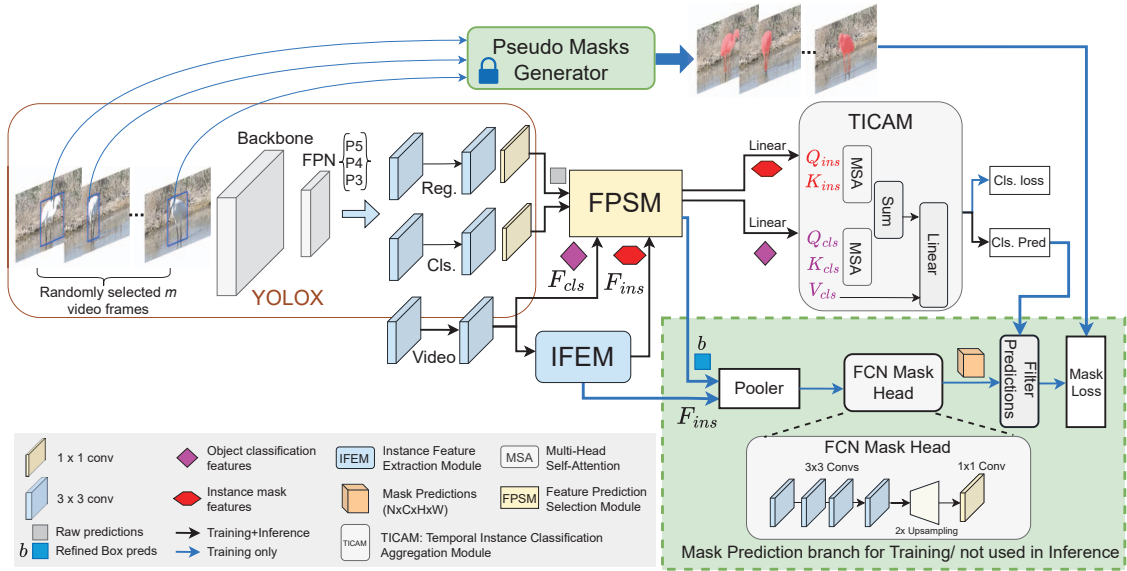 Pseudo Masks
Generator
Backbone
FPN
P5
P4
P3
Reg.
Cls.
Video
Randomly selected m
video frames
YOLOX
FPSM
F_cls
F_ins
IFEM
Linear
Linear
TICAM
Q_ins
K_ins
MSA
Q_cls
K_cls
MSA
V_cls
Sum
Linear
Cls. loss
Cls. Pred
b
F_ins
Pooler
FCN Mask
Head
Filter
Predictions
Mask
Loss
FCN Mask Head
3x3 Convs
1x1 Conv
2x Upsampling
Mask Prediction branch for Training/ not used in Inference
1 x 1 conv
3 x 3 conv
Raw predictions
b Refined Box preds
Object classification
features
Instance mask
features
Training+Inference
Training only
IFEM
Instance Feature
Extraction Module
Mask Predictions
(NxCxHxW)
TICAM
TICAM: Temporal Instance Classification
Aggregation Module
MSA
Multi-Head
Self-Attention
FPSM
Feature Prediction
Selection Module